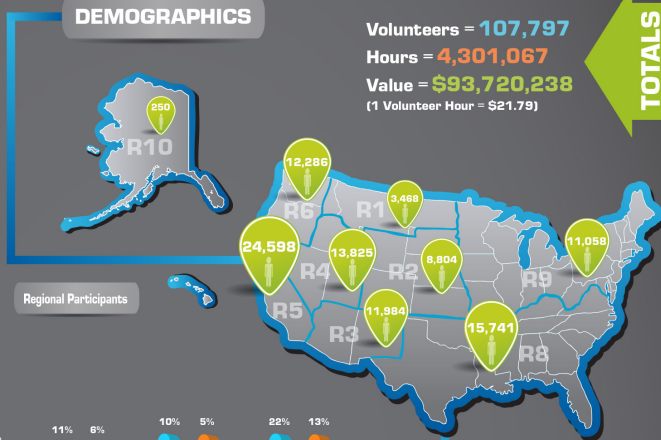 DEMOGRAPHICS
Volunteers = 107,797
Hours = 4,301,067
Value = $93,720,238
(1 Volunteer Hour = $21.79)
TOTALS
250
R10
12,286
R6
R1
3,468
24,598
R4
13,825
R2
8,804
R9
11,058
Regional Participants
R5
R3
11,984
15,741
R8
11% 6%
10% 5%
22% 13%